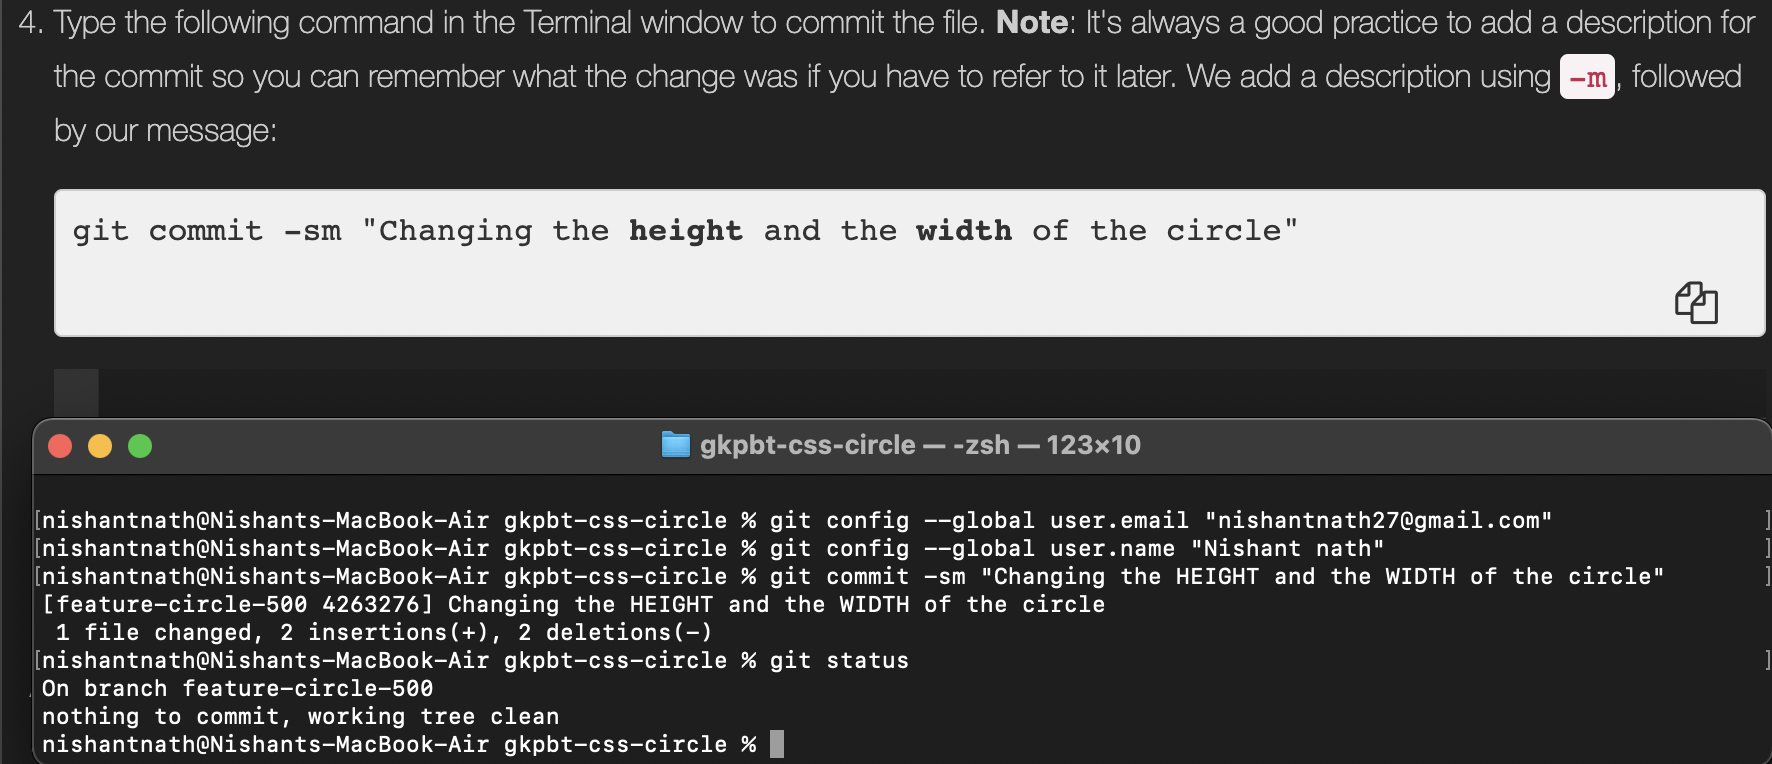 4. Type the following command in the Terminal window to commit the file. Note: It's always a good practice to add a description for
the commit so you can remember what the change was if you have to refer to it later. We add a description using -m, followed
by our message:
git commit -sm "Changing the height and the width of the circle"
gkpbt-css-circle — -zsh — 123×10
[nishantnath@Nishants-MacBook-Air gkpbt-css-circle % git config --global user.email "nishantnath27@gmail.com" ]
[nishantnath@Nishants-MacBook-Air gkpbt-css-circle % git config --global user.name "Nishant nath" ]
[nishantnath@Nishants-MacBook-Air gkpbt-css-circle % git commit -sm "Changing the HEIGHT and the WIDTH of the circle" ]
[feature-circle-500 4263276] Changing the HEIGHT and the WIDTH of the circle
1 file changed, 2 insertions(+), 2 deletions(-)
[nishantnath@Nishants-MacBook-Air gkpbt-css-circle % git status ]
On branch feature-circle-500
nothing to commit, working tree clean
nishantnath@Nishants-MacBook-Air gkpbt-css-circle %